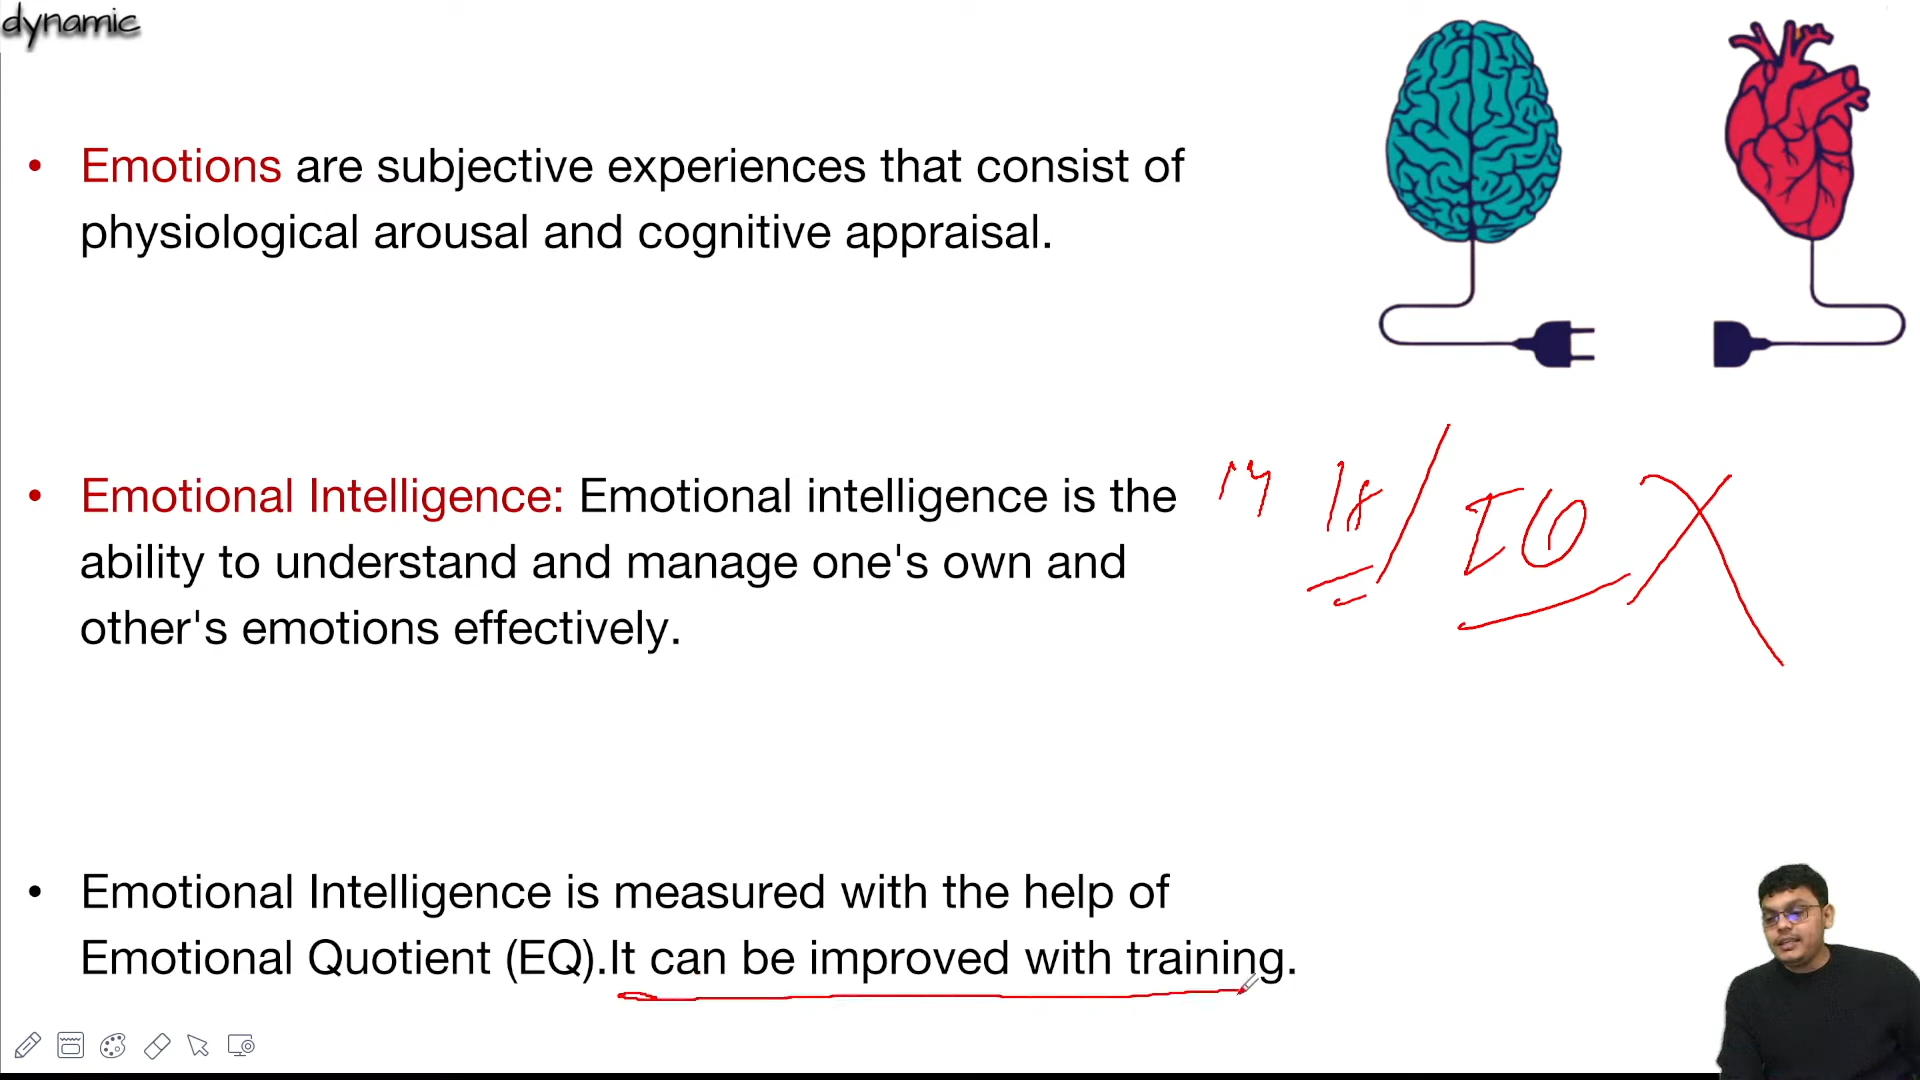 dynamic
• Emotions are subjective experiences that consist of
physiological arousal and cognitive appraisal.
• Emotional Intelligence: Emotional intelligence is the
ability to understand and manage one's own and
other's emotions effectively.
18/ IQ X
• Emotional Intelligence is measured with the help of
Emotional Quotient (EQ).It can be improved with training.